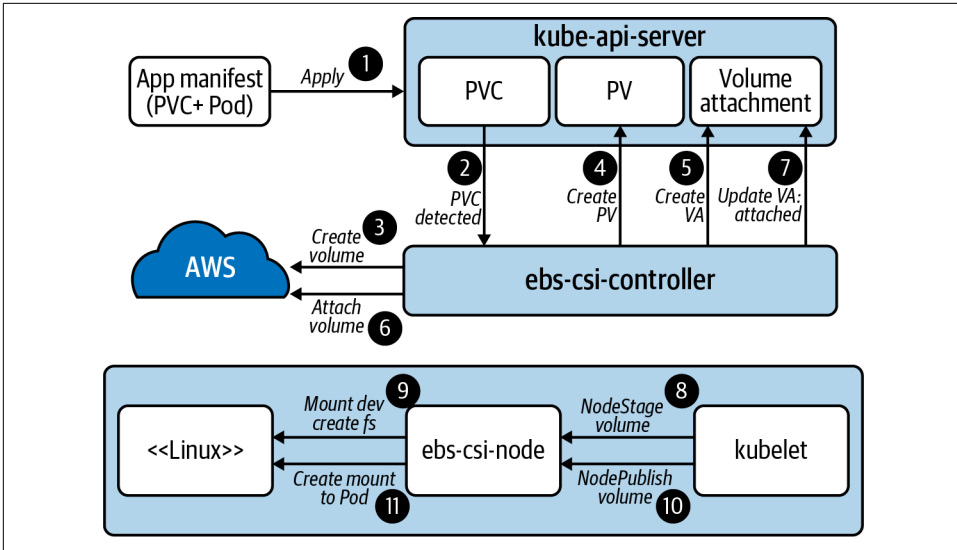 kube-api-server
1
App manifest
(PVC+ Pod)
Apply
PVC
PV
Volume
attachment
2
PVC
detected
4
Create
PV
5
Create
VA
7
Update VA:
attached
3
Create
volume
AWS
ebs-csi-controller
Attach
volume
6
9
Mount dev
create fs
8
NodeStage
volume
<<Linux>>
ebs-csi-node
kubelet
Create mount
to Pod
11
NodePublish
volume
10